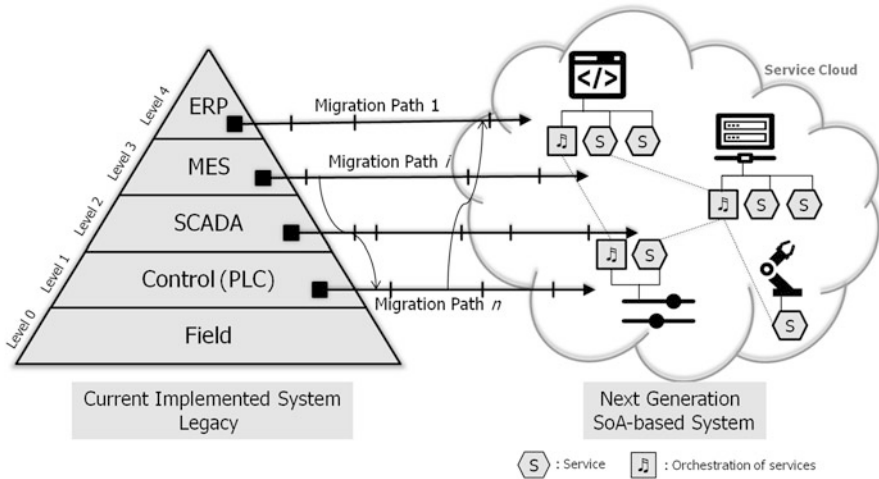 Service Cloud
</>
Level 4
ERP
Migration Path 1
Level 3
MES
Migration Path i
S
S
Level 2
SCADA
S
S
S
Level 1
Control (PLC)
Migration Path n
Level 0
Field
S
Current Implemented System
Legacy
Next Generation
SoA-based System
S : Service
♬ : Orchestration of services